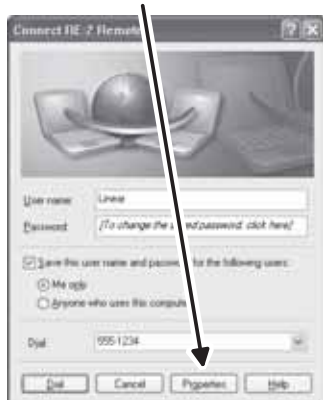 Connect RE-2 Remote
User name: Linear
Password: [To change the saved password, click here]
Save this user name and password for the following users:
Me only
Anyone who uses this computer
Dial: 555-1234
Dial Cancel Properties Help